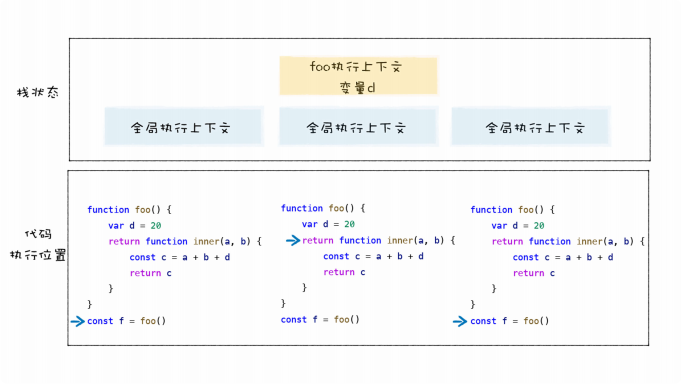 foo执行上下文
变量d
栈状态
全局执行上下文
全局执行上下文
全局执行上下文
代码
执行位置
function foo() {
    var d = 20
    return function inner(a, b) {
        const c = a + b + d
        return c
    }
}
const f = foo()
function foo() {
    var d = 20
    return function inner(a, b) {
        const c = a + b + d
        return c
    }
}
const f = foo()
function foo() {
    var d = 20
    return function inner(a, b) {
        const c = a + b + d
        return c
    }
}
const f = foo()